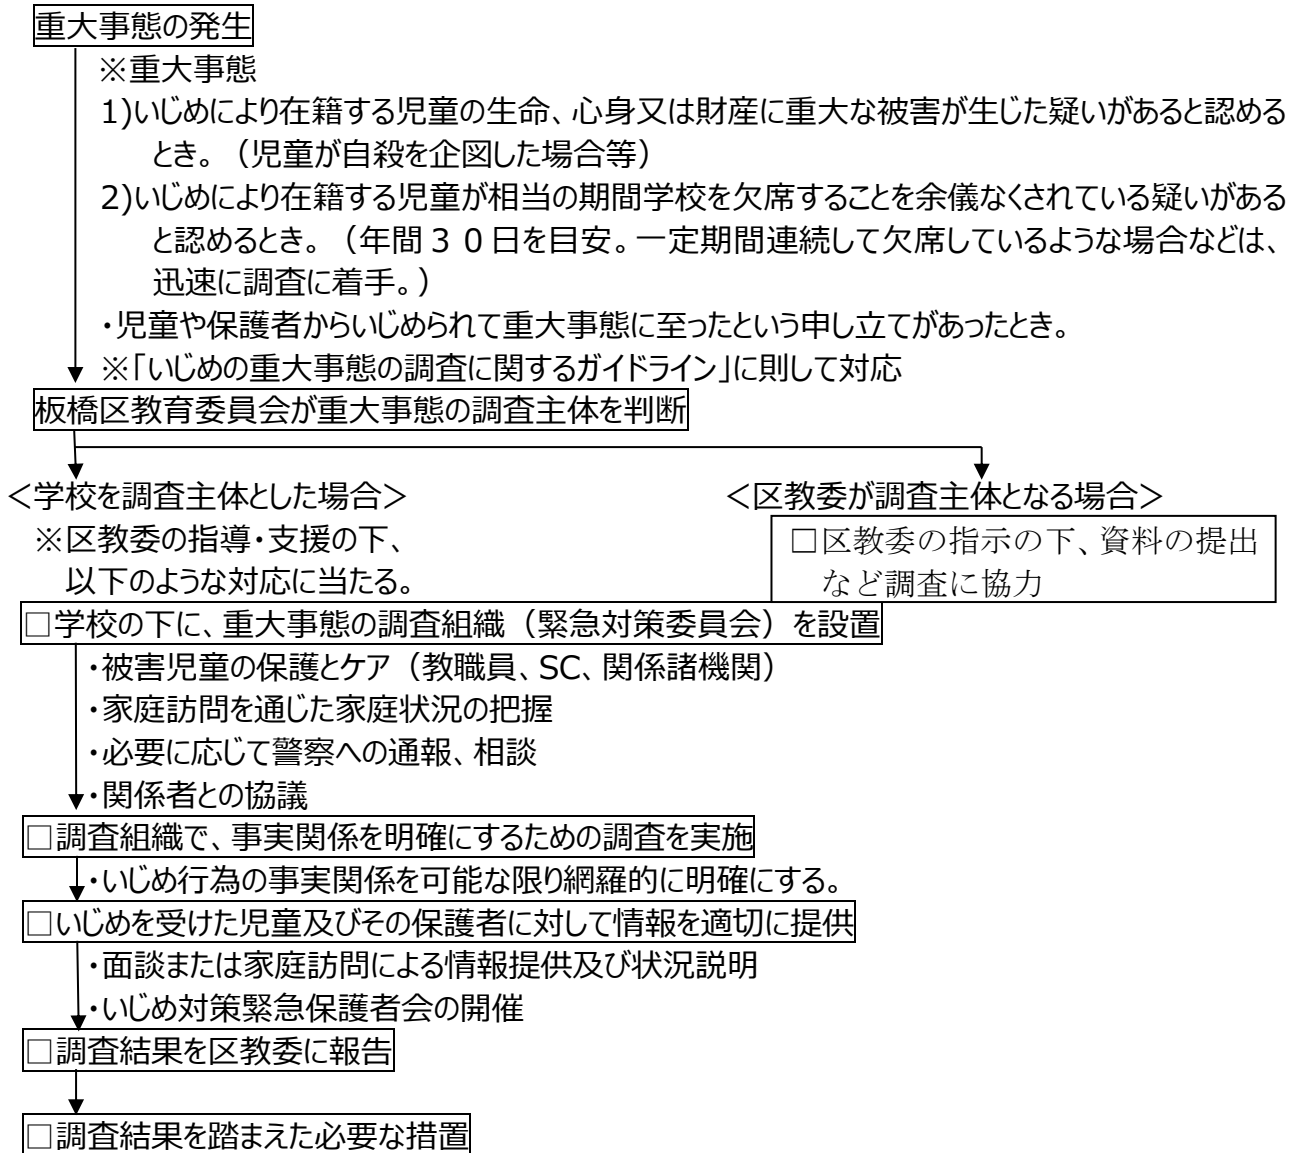 重大事態の発生
※重大事態
1)いじめにより在籍する児童の生命、心身又は財産に重大な被害が生じた疑いがあると認める
とき。（児童が自殺を企図した場合等）
2)いじめにより在籍する児童が相当の期間学校を欠席することを余儀なくされている疑いがある
と認めるとき。（年間３０日を目安。一定期間連続して欠席しているような場合などは、
迅速に調査に着手。）
・児童や保護者からいじめられて重大事態に至ったという申し立てがあったとき。
※「いじめの重大事態の調査に関するガイドライン」に則して対応
板橋区教育委員会が重大事態の調査主体を判断
＜学校を調査主体とした場合＞
※区教委の指導・支援の下、
以下のような対応に当たる。
＜区教委が調査主体となる場合＞
□区教委の指示の下、資料の提出
など調査に協力
□学校の下に、重大事態の調査組織（緊急対策委員会）を設置
・被害児童の保護とケア（教職員、SC、関係諸機関）
・家庭訪問を通じた家庭状況の把握
・必要に応じて警察への通報、相談
・関係者との協議
□調査組織で、事実関係を明確にするための調査を実施
・いじめ行為の事実関係を可能な限り網羅的に明確にする。
□いじめを受けた児童及びその保護者に対して情報を適切に提供
・面談または家庭訪問による情報提供及び状況説明
・いじめ対策緊急保護者会の開催
□調査結果を区教委に報告
□調査結果を踏まえた必要な措置